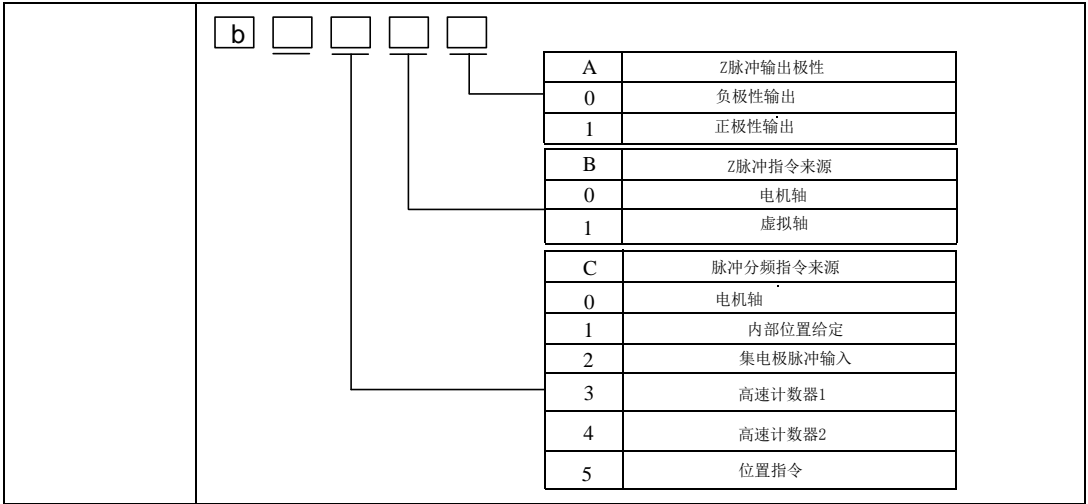 b
A Z脉冲输出极性
0 负极性输出
1 正极性输出
B Z脉冲指令来源
0 电机轴
1 虚拟轴
C 脉冲分频指令来源
0 电机轴
1 内部位置给定
2 集电极脉冲输入
3 高速计数器1
4 高速计数器2
5 位置指令